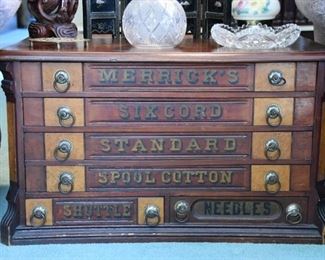 MERRICK'S
SIXCORD
STANDARD
SPOOL COTTON
SHUTTLE NEEDLES